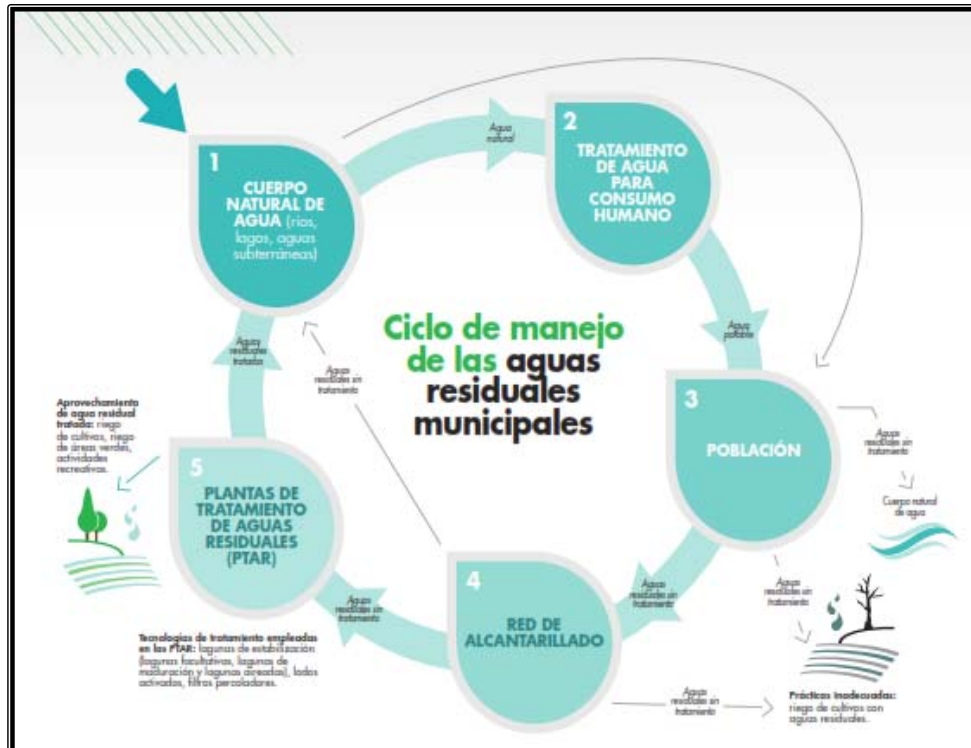 1
CUERPO
NATURAL DE
AGUA (ríos,
lagos, aguas
subterráneas)
Agua
natural
2
TRATAMIENTO
DE AGUA
PARA
CONSUMO
HUMANO
Agua
potable
Ciclo de manejo
de las aguas
residuales
municipales
3
POBLACIÓN
Aguas
residuales sin
tratamiento
Cuerpo natural
de agua
Aguas
residuales sin
tratamiento
Aguas
residuales sin
tratamiento
4
RED DE
ALCANTARILLADO
Aguas
residuales sin
tratamiento
Prácticas inadecuadas:
riego de cultivos con
aguas residuales.
Aguas
residuales sin
tratamiento
Aguas
residuales sin
tratamiento
5
PLANTAS DE
TRATAMIENTO
DE AGUAS
RESIDUALES
(PTAR)
Aguas
residuales
tratadas
Aprovechamiento
de agua residual
tratada: riego
de cultivos, riego
de áreas verdes,
actividades
recreativas.
Tecnologías de tratamiento empleadas
en las PTAR: lagunas de estabilización
(lagunas facultativas, lagunas de
maduración y lagunas aireadas), lodos
activados, filtros percoladores.